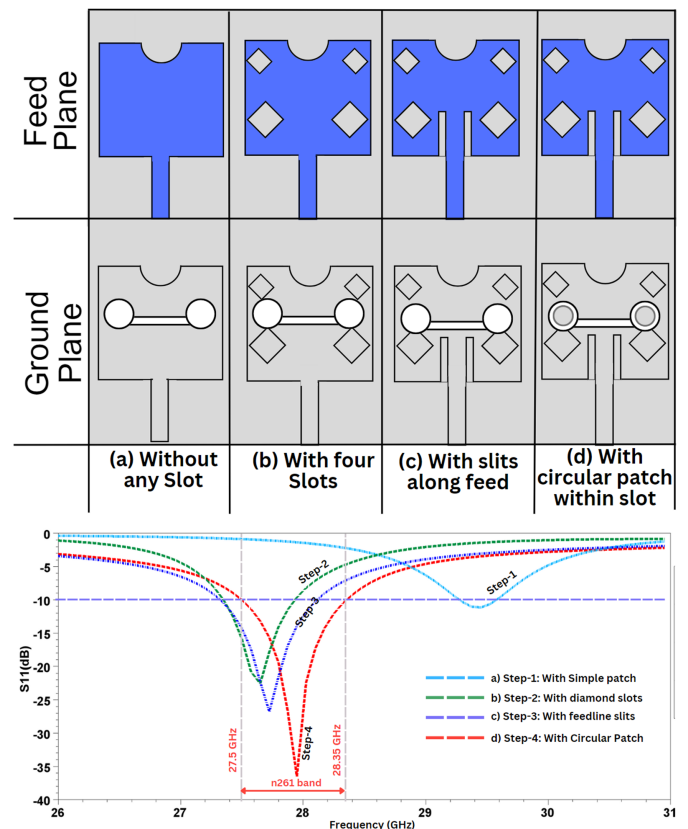 Feed
Plane
Ground
Plane
(a) Without
any Slot
(b) With four
Slots
(c) With slits
along feed
(d) With
circular patch
within slot
0
-5
-10
-15
-20
-25
-30
-35
-40
S11(dB)
Step-2
Step-1
Step-3
Step-4
27.5 GHz
28.35 GHz
n261 band
a) Step-1: With Simple patch
b) Step-2: With diamond slots
c) Step-3: With feedline slits
d) Step-4: With Circular Patch
26
27
28
29
30
31
Frequency (GHz)